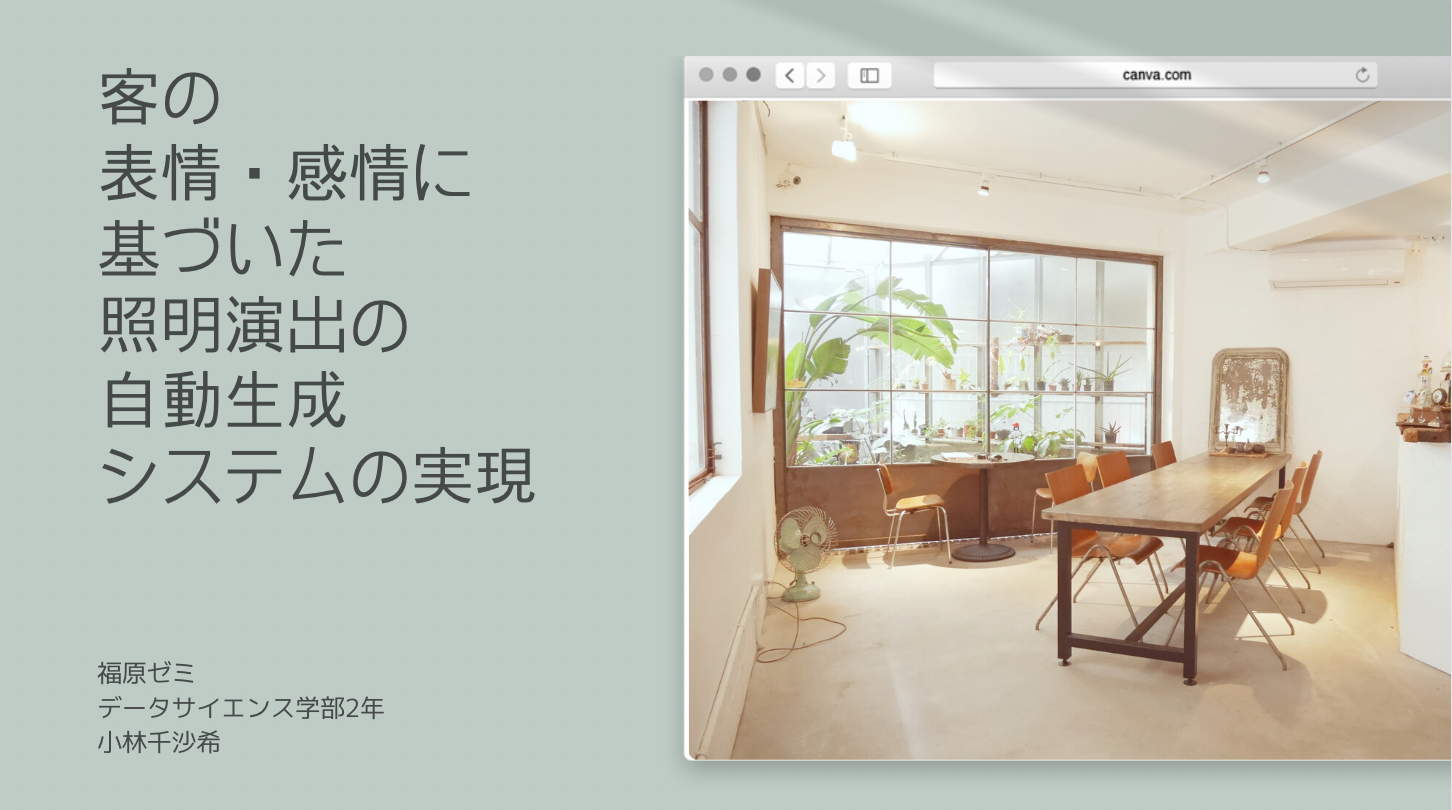 客の
表情・感情に
基づいた
照明演出の
自動生成
システムの実現
福原ゼミ
データサイエンス学部2年
小林千沙希
canva.com